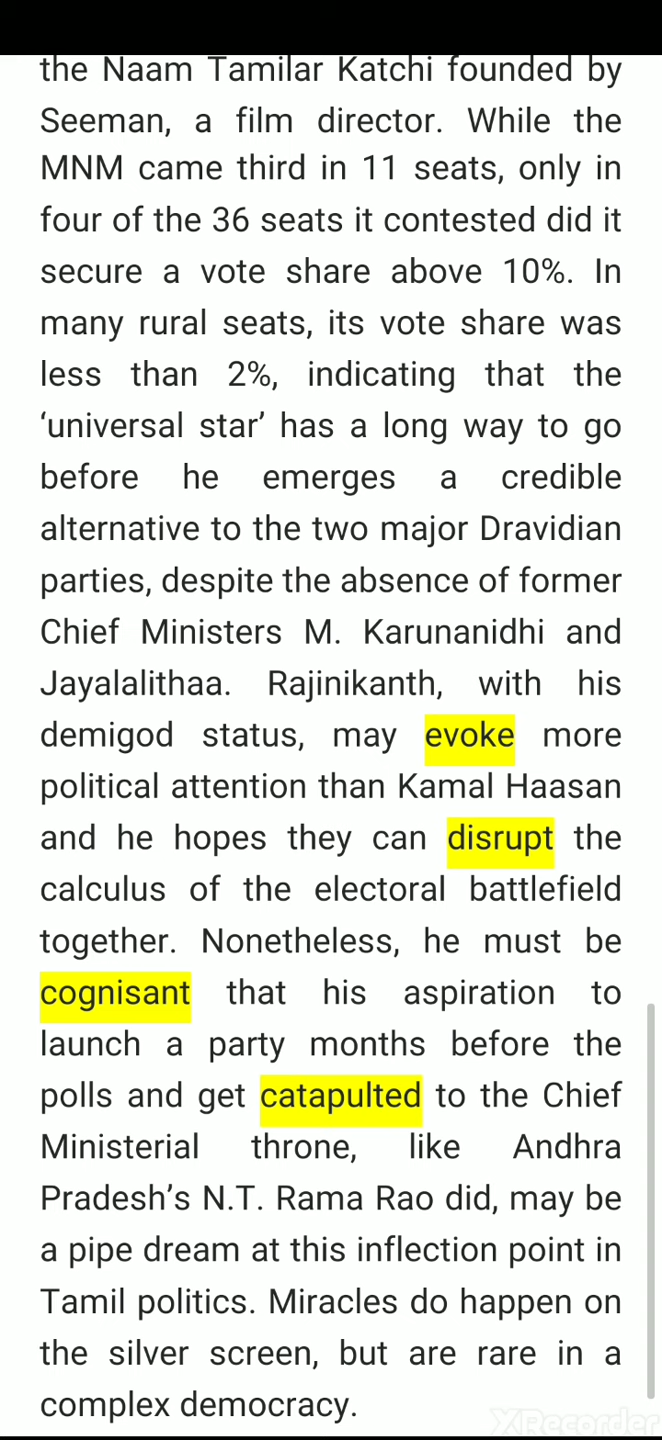 the Naam Tamilar Katchi founded by
Seeman, a film director. While the
MNM came third in 11 seats, only in
four of the 36 seats it contested did it
secure a vote share above 10%. In
many rural seats, its vote share was
less than 2%, indicating that the
‘universal star’ has a long way to go
before he emerges a credible
alternative to the two major Dravidian
parties, despite the absence of former
Chief Ministers M. Karunanidhi and
Jayalalithaa. Rajinikanth, with his
demigod status, may evoke more
political attention than Kamal Haasan
and he hopes they can disrupt the
calculus of the electoral battlefield
together. Nonetheless, he must be
cognisant that his aspiration to
launch a party months before the
polls and get catapulted to the Chief
Ministerial throne, like Andhra
Pradesh’s N.T. Rama Rao did, may be
a pipe dream at this inflection point in
Tamil politics. Miracles do happen on
the silver screen, but are rare in a
complex democracy.
XRecorder